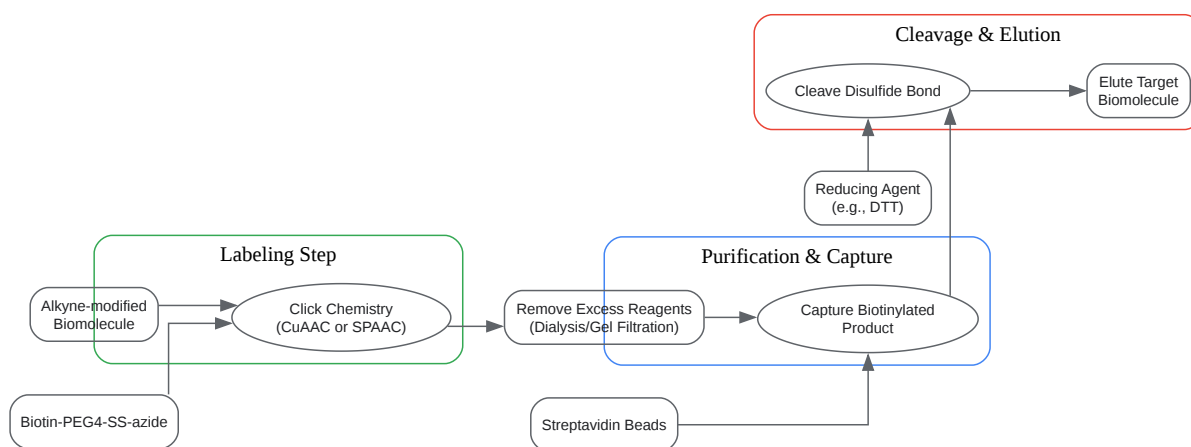 Cleavage & Elution
Cleave Disulfide Bond
Elute Target
Biomolecule
Reducing Agent
(e.g., DTT)
Labeling Step
Purification & Capture
Alkyne-modified
Biomolecule
Click Chemistry
(CuAAC or SPAAC)
Remove Excess Reagents
(Dialysis/Gel Filtration)
Capture Biotinylated
Product
Biotin-PEG4-SS-azide
Streptavidin Beads